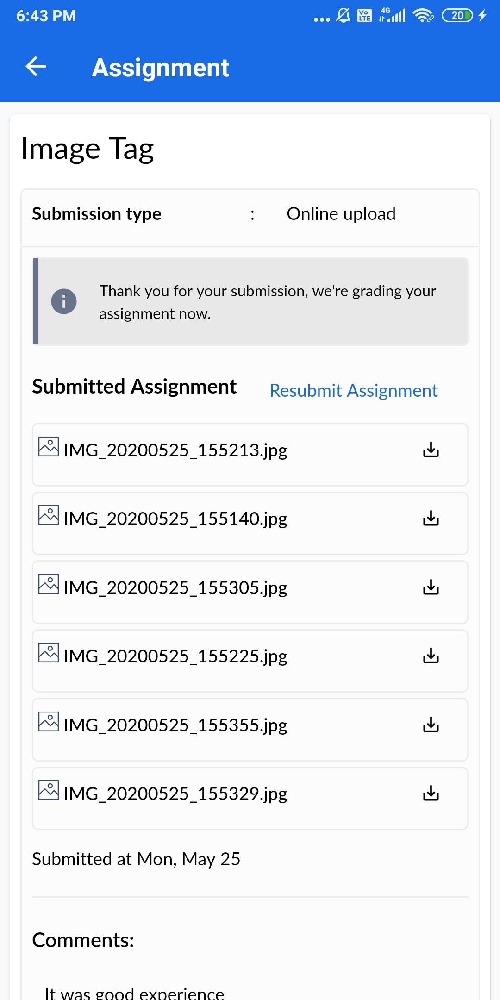 6:43 PM
Vo
LTE
4G
20
Assignment
Image Tag
Submission type : Online upload
Thank you for your submission, we're grading your
assignment now.
Submitted Assignment Resubmit Assignment
IMG_20200525_155213.jpg
IMG_20200525_155140.jpg
IMG_20200525_155305.jpg
IMG_20200525_155225.jpg
IMG_20200525_155355.jpg
IMG_20200525_155329.jpg
Submitted at Mon, May 25
Comments:
It was good experience